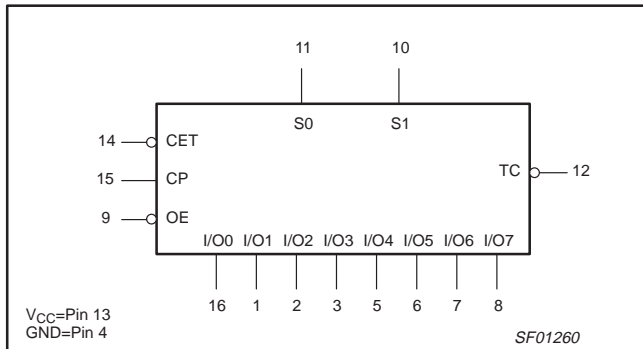 11 10
S0 S1
14 CET
15 CP
TC 12
9 OE
I/O0 I/O1 I/O2 I/O3 I/O4 I/O5 I/O6 I/O7
16 1 2 3 5 6 7 8
VCC=Pin 13
GND=Pin 4
SF01260